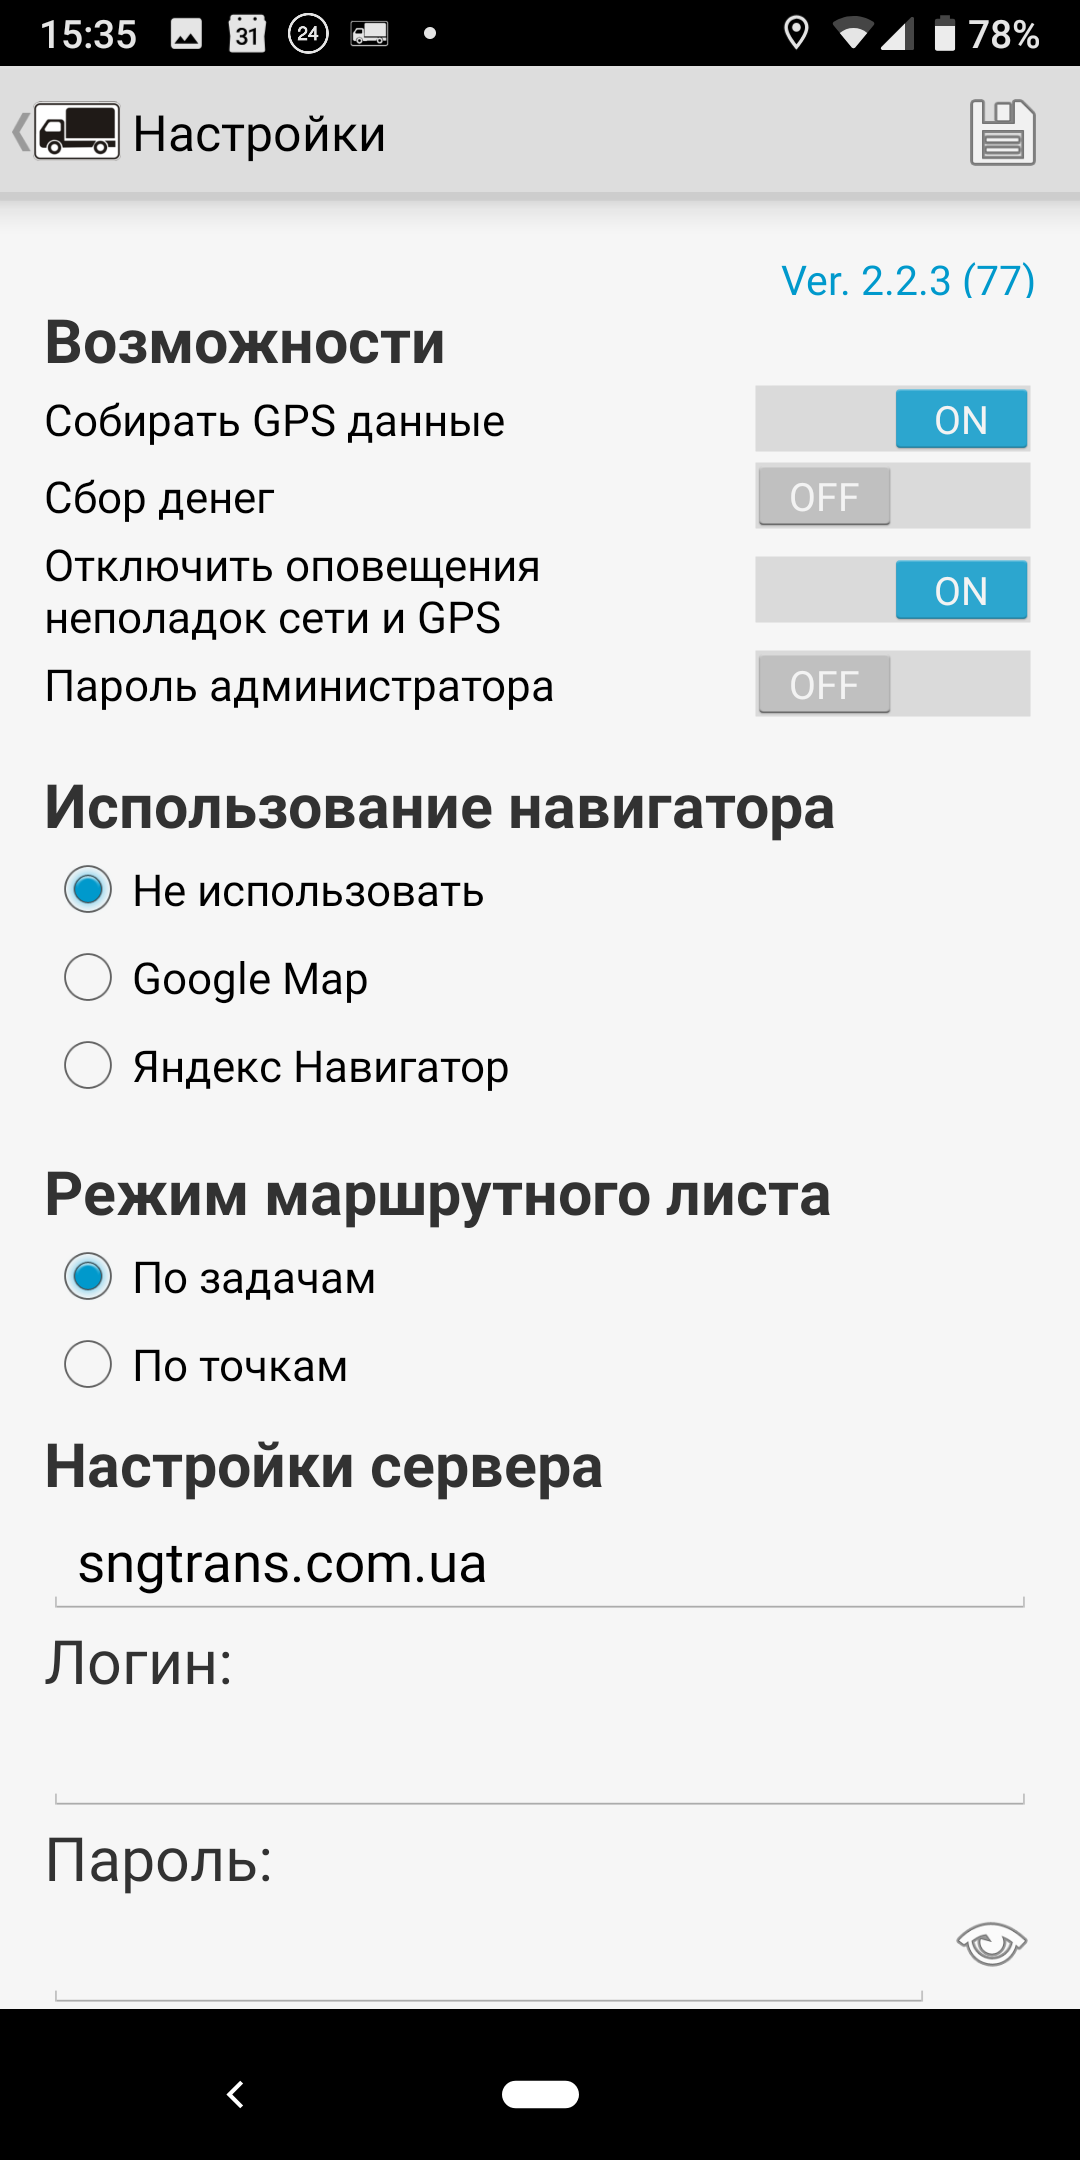 15:35
31
24
78%
Настройки
Ver. 2.2.3 (77)
Возможности
Собирать GPS данные
ON
Сбор денег
OFF
Отключить оповещения
неполадок сети и GPS
ON
Пароль администратора
OFF
Использование навигатора
Не использовать
Google Map
Яндекс Навигатор
Режим маршрутного листа
По задачам
По точкам
Настройки сервера
sngtrans.com.ua
Логин:
Пароль: